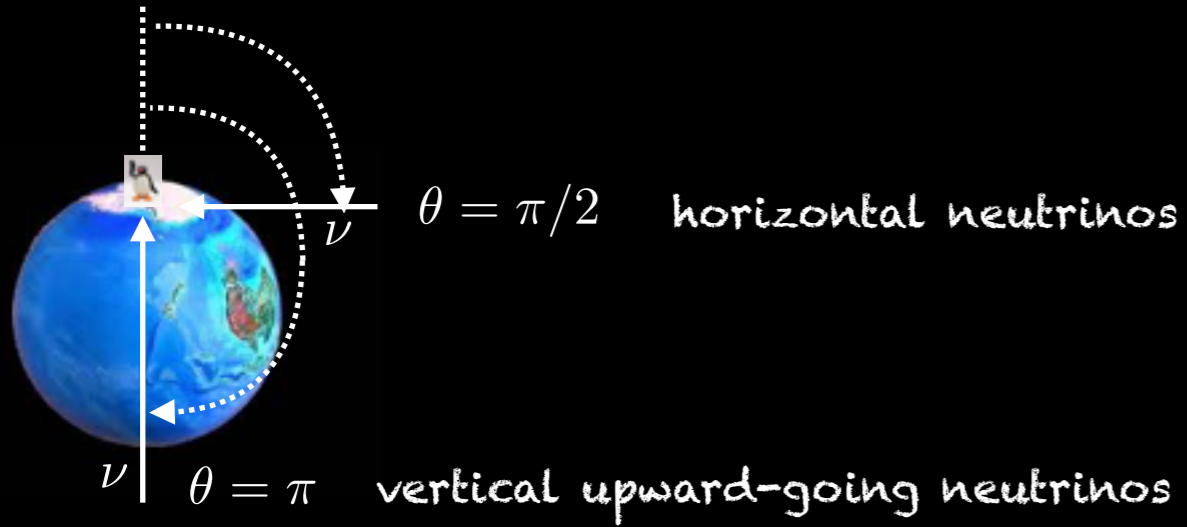 ν θ = π/2 horizontal neutrinos
ν θ = π vertical upward-going neutrinos